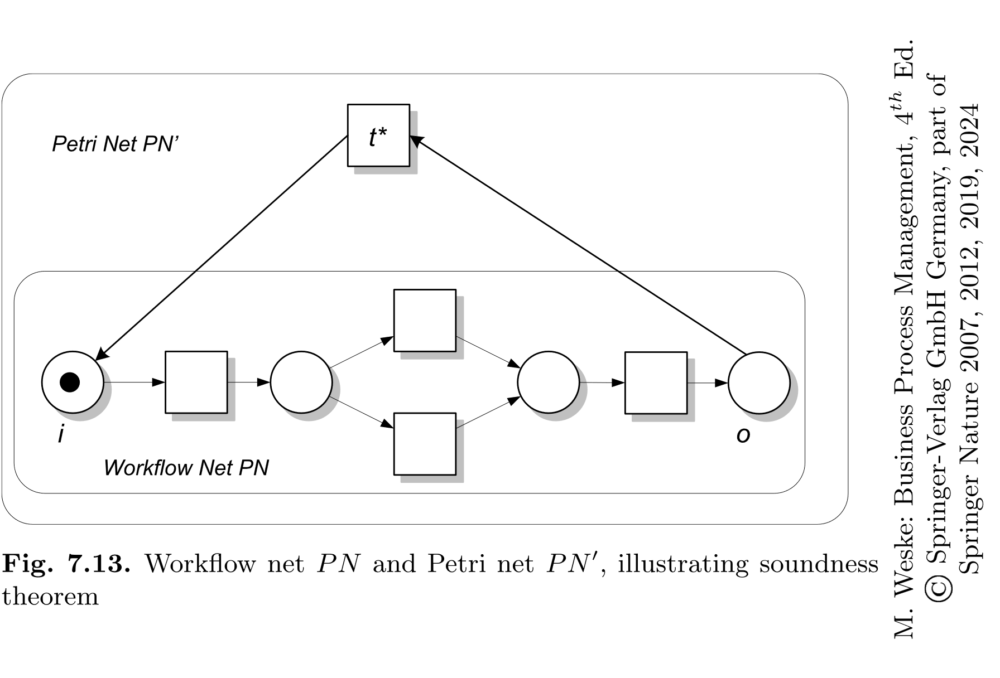 Petri Net PN’
t*
i
o
Workflow Net PN
Fig. 7.13. Workflow net PN and Petri net PN′, illustrating soundness
theorem
M. Weske: Business Process Management, 4th Ed.
© Springer-Verlag GmbH Germany, part of
Springer Nature 2007, 2012, 2019, 2024